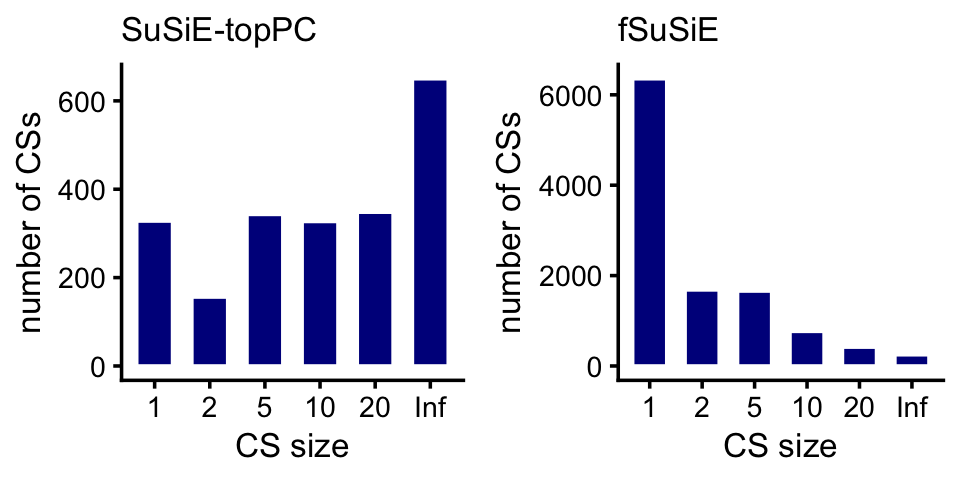 SuSiE-topPC
number of CSs
600
400
200
0
1 2 5 10 20 Inf
CS size
fSuSiE
number of CSs
6000
4000
2000
0
1 2 5 10 20 Inf
CS size